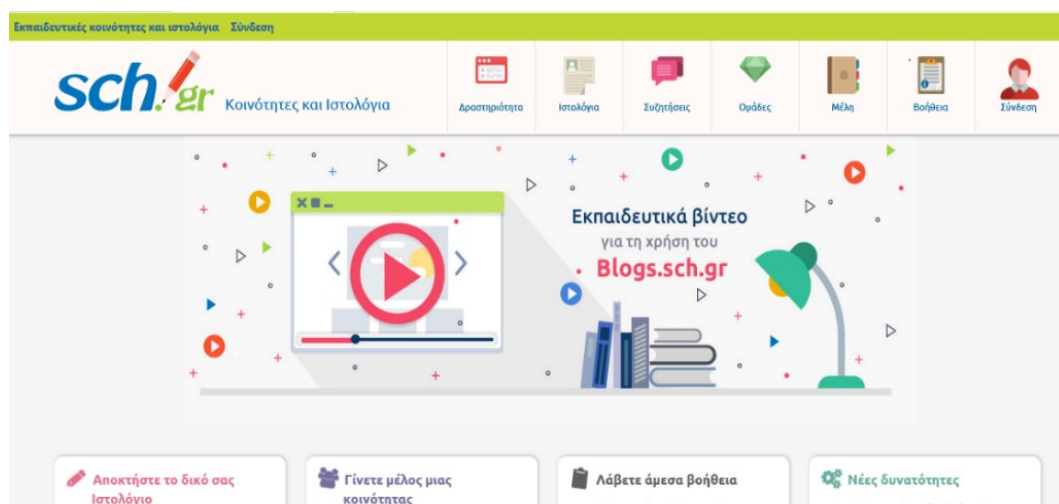 Εκπαιδευτικές κοινότητες και ιστολόγια Σύνδεση
sch.gr Κοινότητες και Ιστολόγια
Δραστηριότητα Ιστολόγια Συζητήσεις Ομάδες Μέλη Βοήθεια Σύνδεση
Εκπαιδευτικά βίντεο
για τη χρήση του
Blogs.sch.gr
Αποκτήστε το δικό σας
Ιστολόγιο
Γίνετε μέλος μιας
κοινότητας
Λάβετε άμεσα βοήθεια
Νέες δυνατότητες